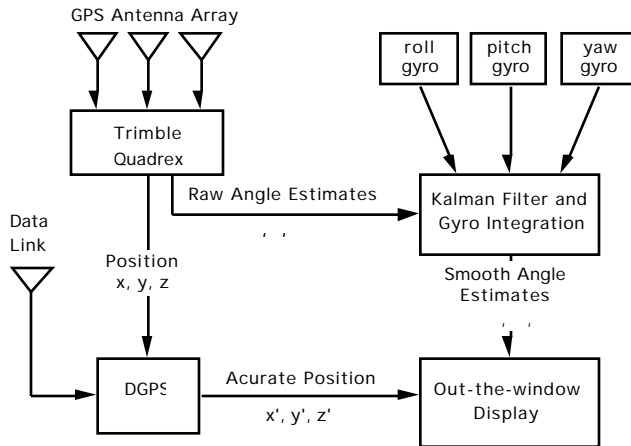 GPS Antenna Array
roll
gyro
pitch
gyro
yaw
gyro
Trimble
Quadrex
Raw Angle Estimates
, ,
Kalman Filter and
Gyro Integration
Data
Link
Position
x, y, z
Smooth Angle
Estimates
, ,
DGPS
Acurate Position
x', y', z'
Out-the-window
Display